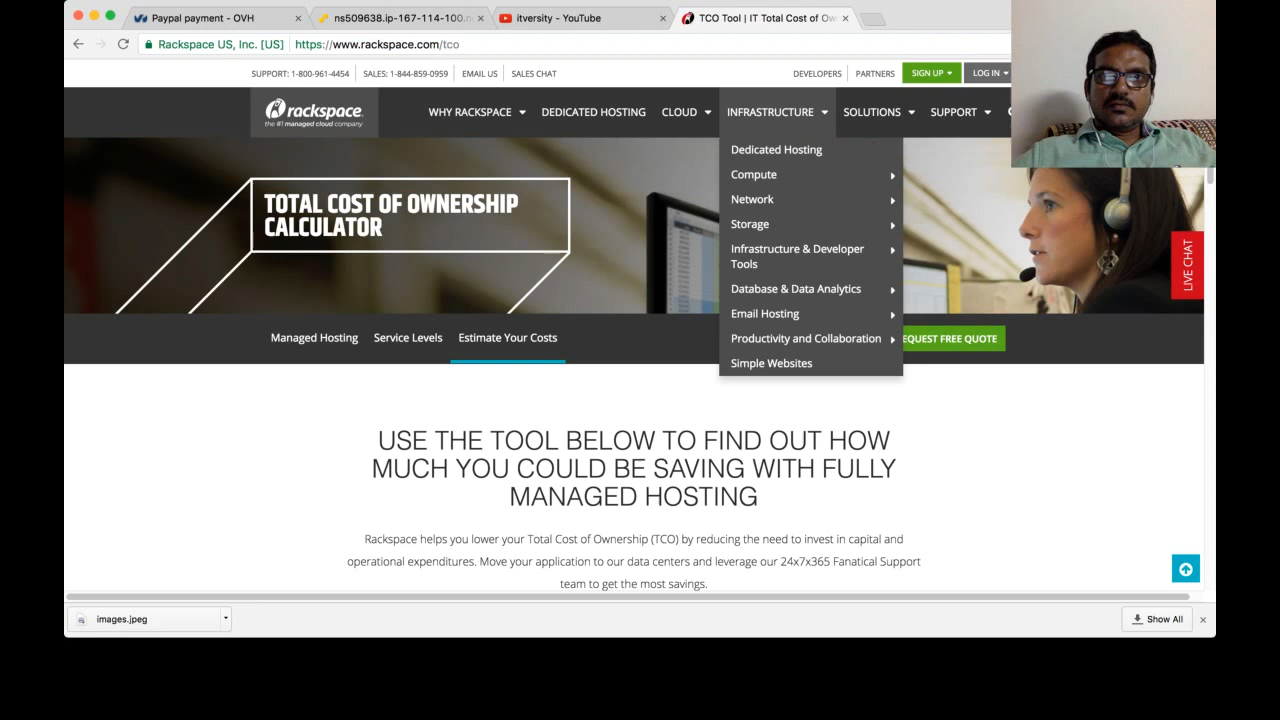 Paypal payment - OVH
ns509638.ip-167-114-100.n
itversity - YouTube
TCO Tool | IT Total Cost of Ow
Rackspace US, Inc. [US]
https://www.rackspace.com/tco
SUPPORT: 1-800-961-4454
SALES: 1-844-859-0959
EMAIL US
SALES CHAT
DEVELOPERS
PARTNERS
SIGN UP
LOG IN
rackspace
the #1 managed cloud company
WHY RACKSPACE
DEDICATED HOSTING
CLOUD
INFRASTRUCTURE
SOLUTIONS
SUPPORT
Dedicated Hosting
Compute
Network
Storage
Infrastructure & Developer
Tools
Database & Data Analytics
Email Hosting
Productivity and Collaboration
Simple Websites
TOTAL COST OF OWNERSHIP
CALCULATOR
LIVE CHAT
Managed Hosting
Service Levels
Estimate Your Costs
EQUEST FREE QUOTE
USE THE TOOL BELOW TO FIND OUT HOW
MUCH YOU COULD BE SAVING WITH FULLY
MANAGED HOSTING
Rackspace helps you lower your Total Cost of Ownership (TCO) by reducing the need to invest in capital and
operational expenditures. Move your application to our data centers and leverage our 24x7x365 Fanatical Support
team to get the most savings.
images.jpeg
Show All